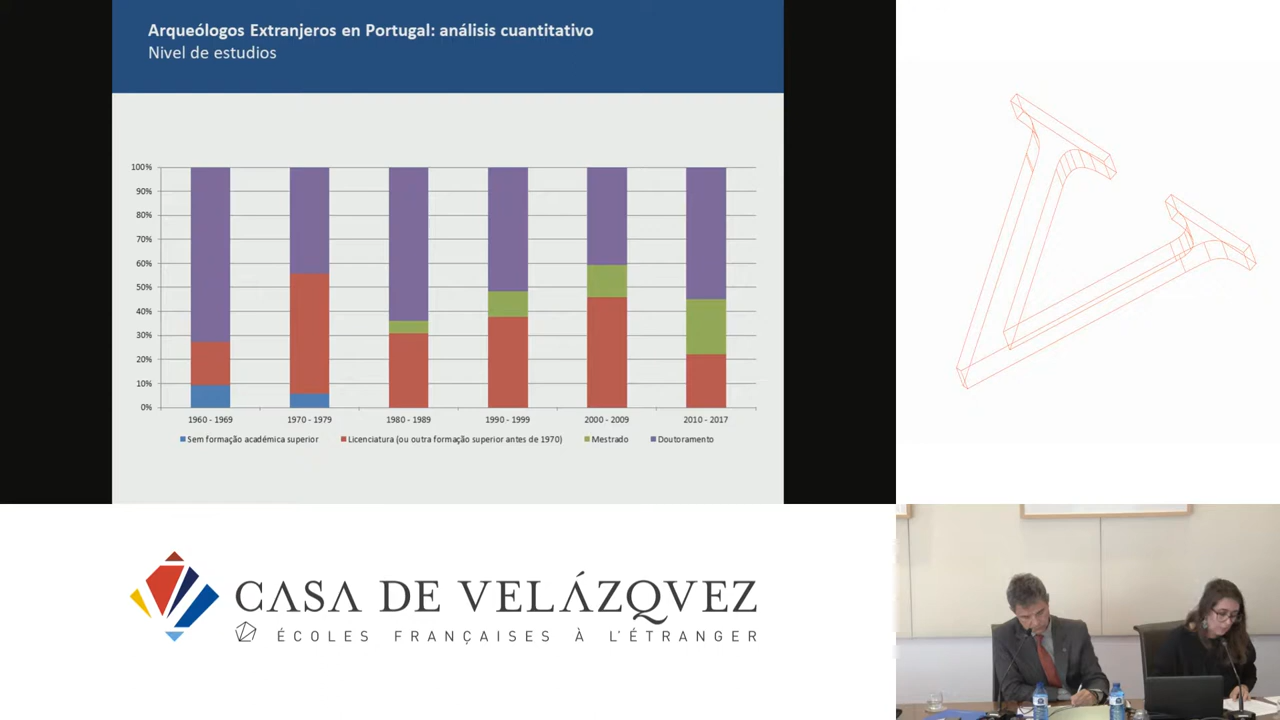 Arqueólogos Extranjeros en Portugal: análisis cuantitativo
Nivel de estudios
100%
90%
80%
70%
60%
50%
40%
30%
20%
10%
0%
1960 - 1969 1970 - 1979 1980 - 1989 1990 - 1999 2000 - 2009 2010 - 2017
Sem formação académica superior Licenciatura (ou outra formação superior antes de 1970) Mestrado Doutoramento
CASA DE VELÁZQVEZ
ÉCOLES FRANÇAISES À L'ÉTRANGER